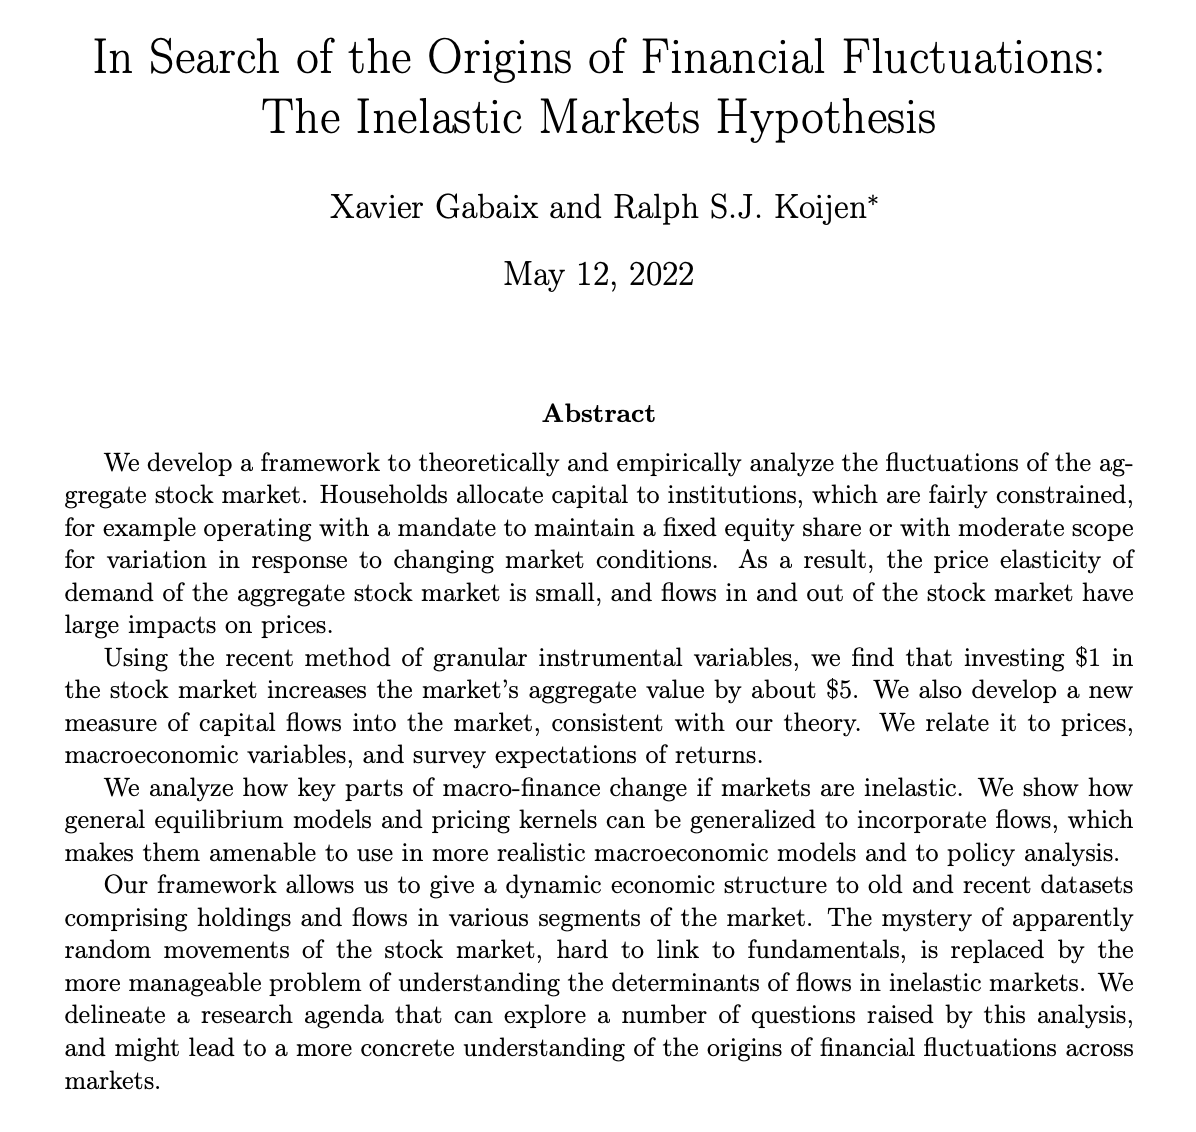 In Search of the Origins of Financial Fluctuations:
The Inelastic Markets Hypothesis
Xavier Gabaix and Ralph S.J. Koijen*
May 12, 2022
Abstract
We develop a framework to theoretically and empirically analyze the fluctuations of the ag-
gregate stock market. Households allocate capital to institutions, which are fairly constrained,
for example operating with a mandate to maintain a fixed equity share or with moderate scope
for variation in response to changing market conditions. As a result, the price elasticity of
demand of the aggregate stock market is small, and flows in and out of the stock market have
large impacts on prices.
Using the recent method of granular instrumental variables, we find that investing $1 in
the stock market increases the market's aggregate value by about $5. We also develop a new
measure of capital flows into the market, consistent with our theory. We relate it to prices,
macroeconomic variables, and survey expectations of returns.
We analyze how key parts of macro-finance change if markets are inelastic. We show how
general equilibrium models and pricing kernels can be generalized to incorporate flows, which
makes them amenable to use in more realistic macroeconomic models and to policy analysis.
Our framework allows us to give a dynamic economic structure to old and recent datasets
comprising holdings and flows in various segments of the market. The mystery of apparently
random movements of the stock market, hard to link to fundamentals, is replaced by the
more manageable problem of understanding the determinants of flows in inelastic markets. We
delineate a research agenda that can explore a number of questions raised by this analysis,
and might lead to a more concrete understanding of the origins of financial fluctuations across
markets.